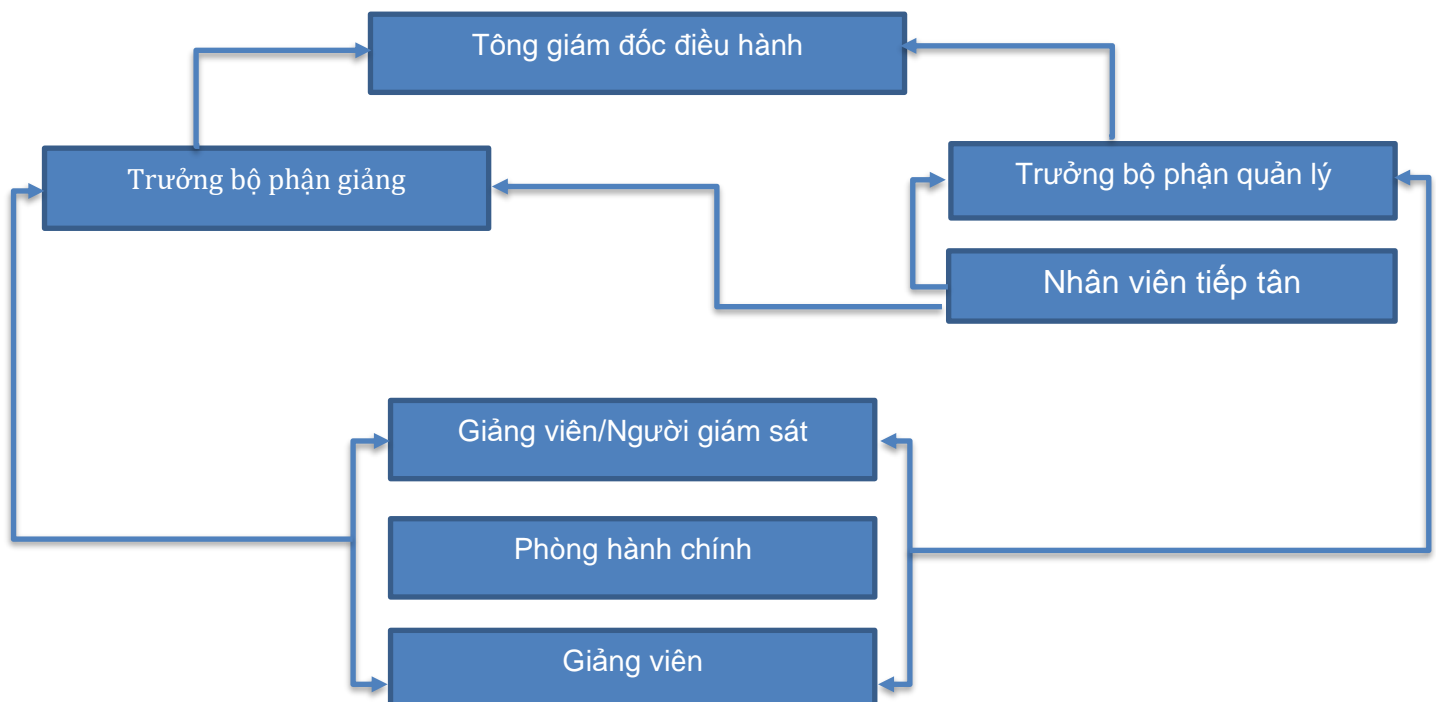 Tông giám đốc điều hành
Trưởng bộ phận giảng
Trưởng bộ phận quản lý
Nhân viên tiếp tân
Giảng viên/Người giám sát
Phòng hành chính
Giảng viên